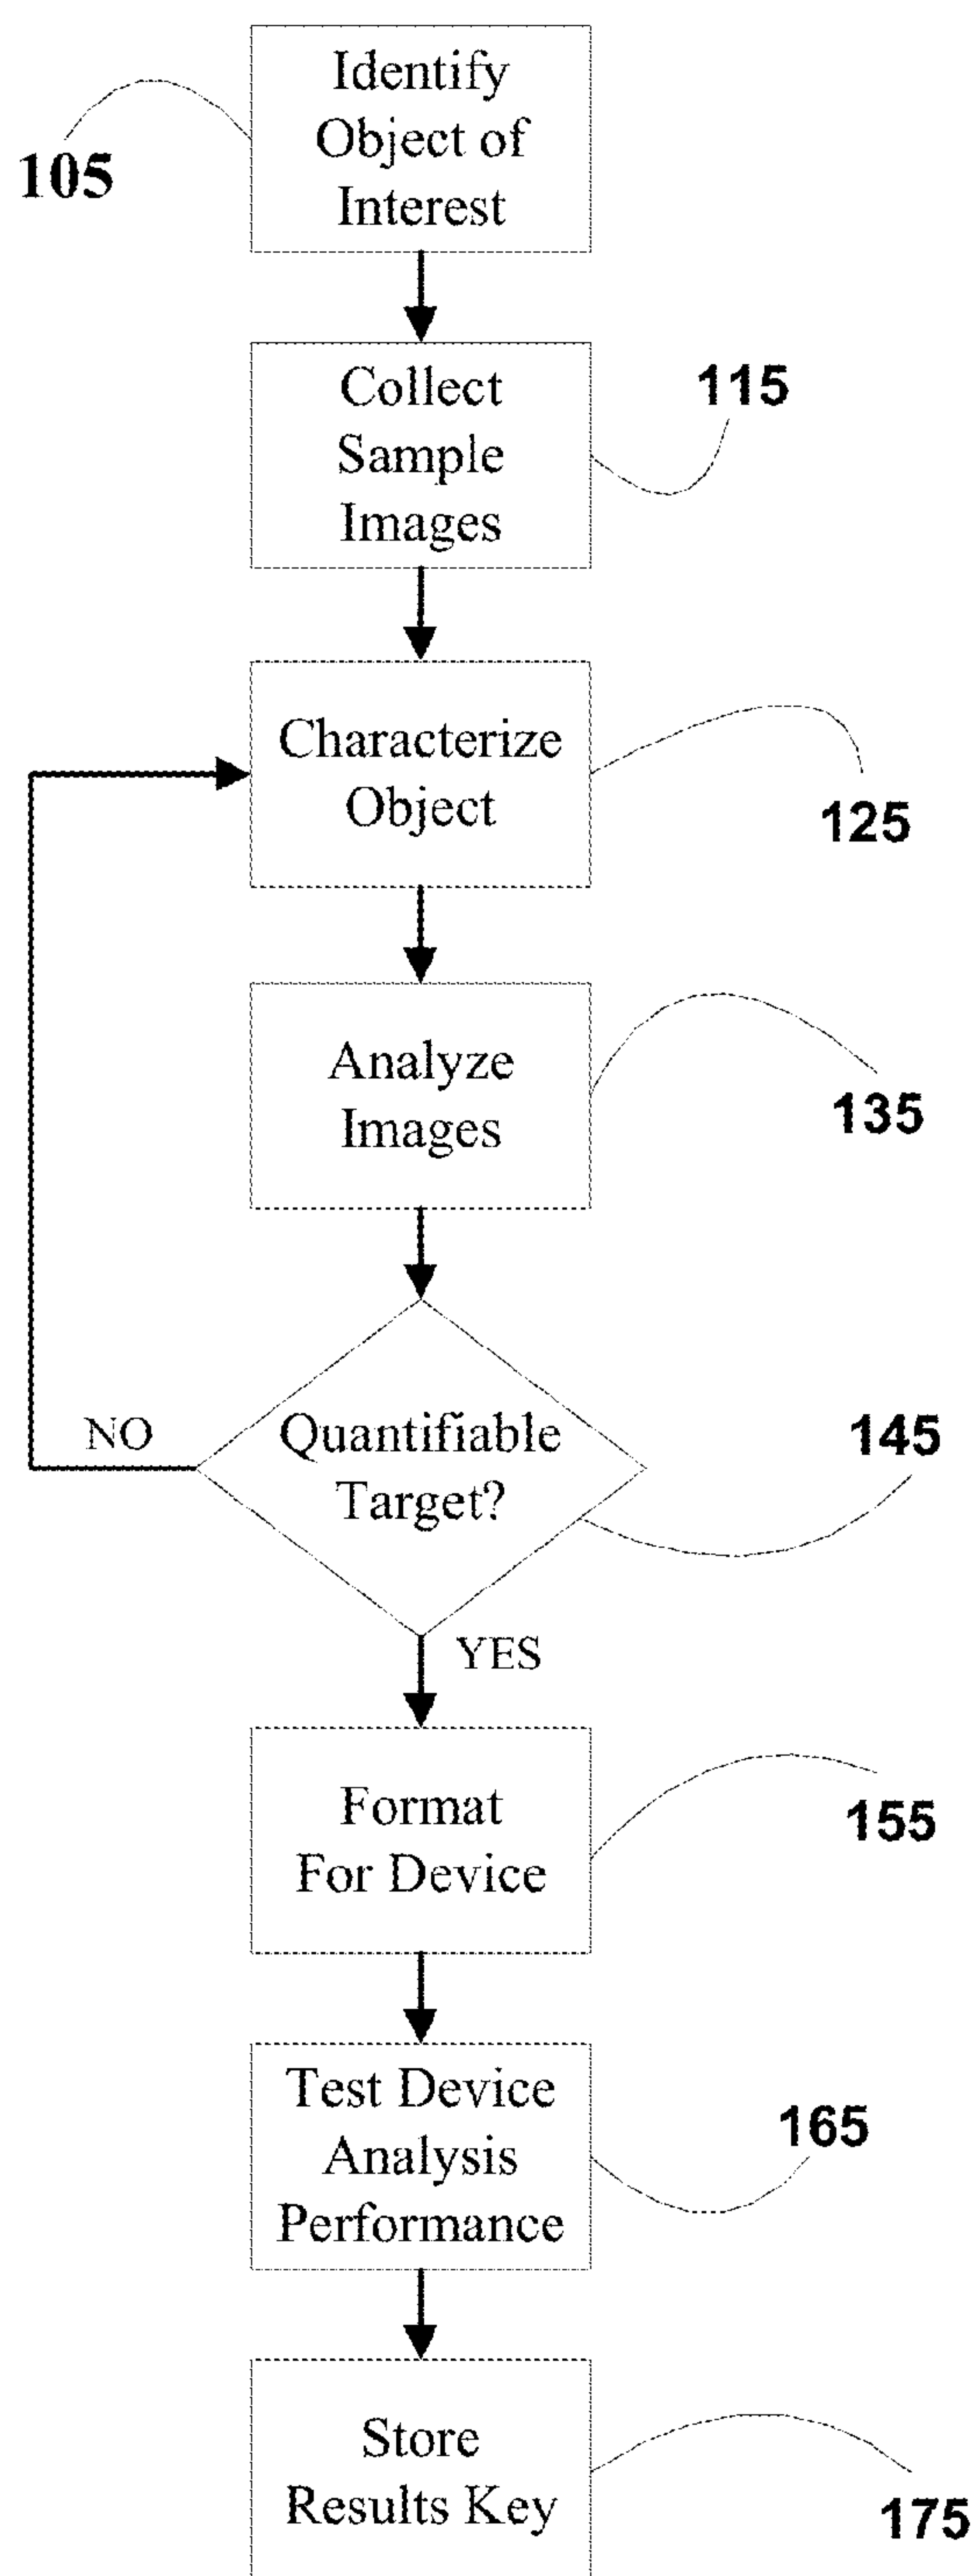 Identify
Object of
Interest
105
Collect
Sample
Images
115
Characterize
Object
125
Analyze
Images
135
Quantifiable
Target?
145
NO
YES
Format
For Device
155
Test Device
Analysis
Performance
165
Store
Results Key
175